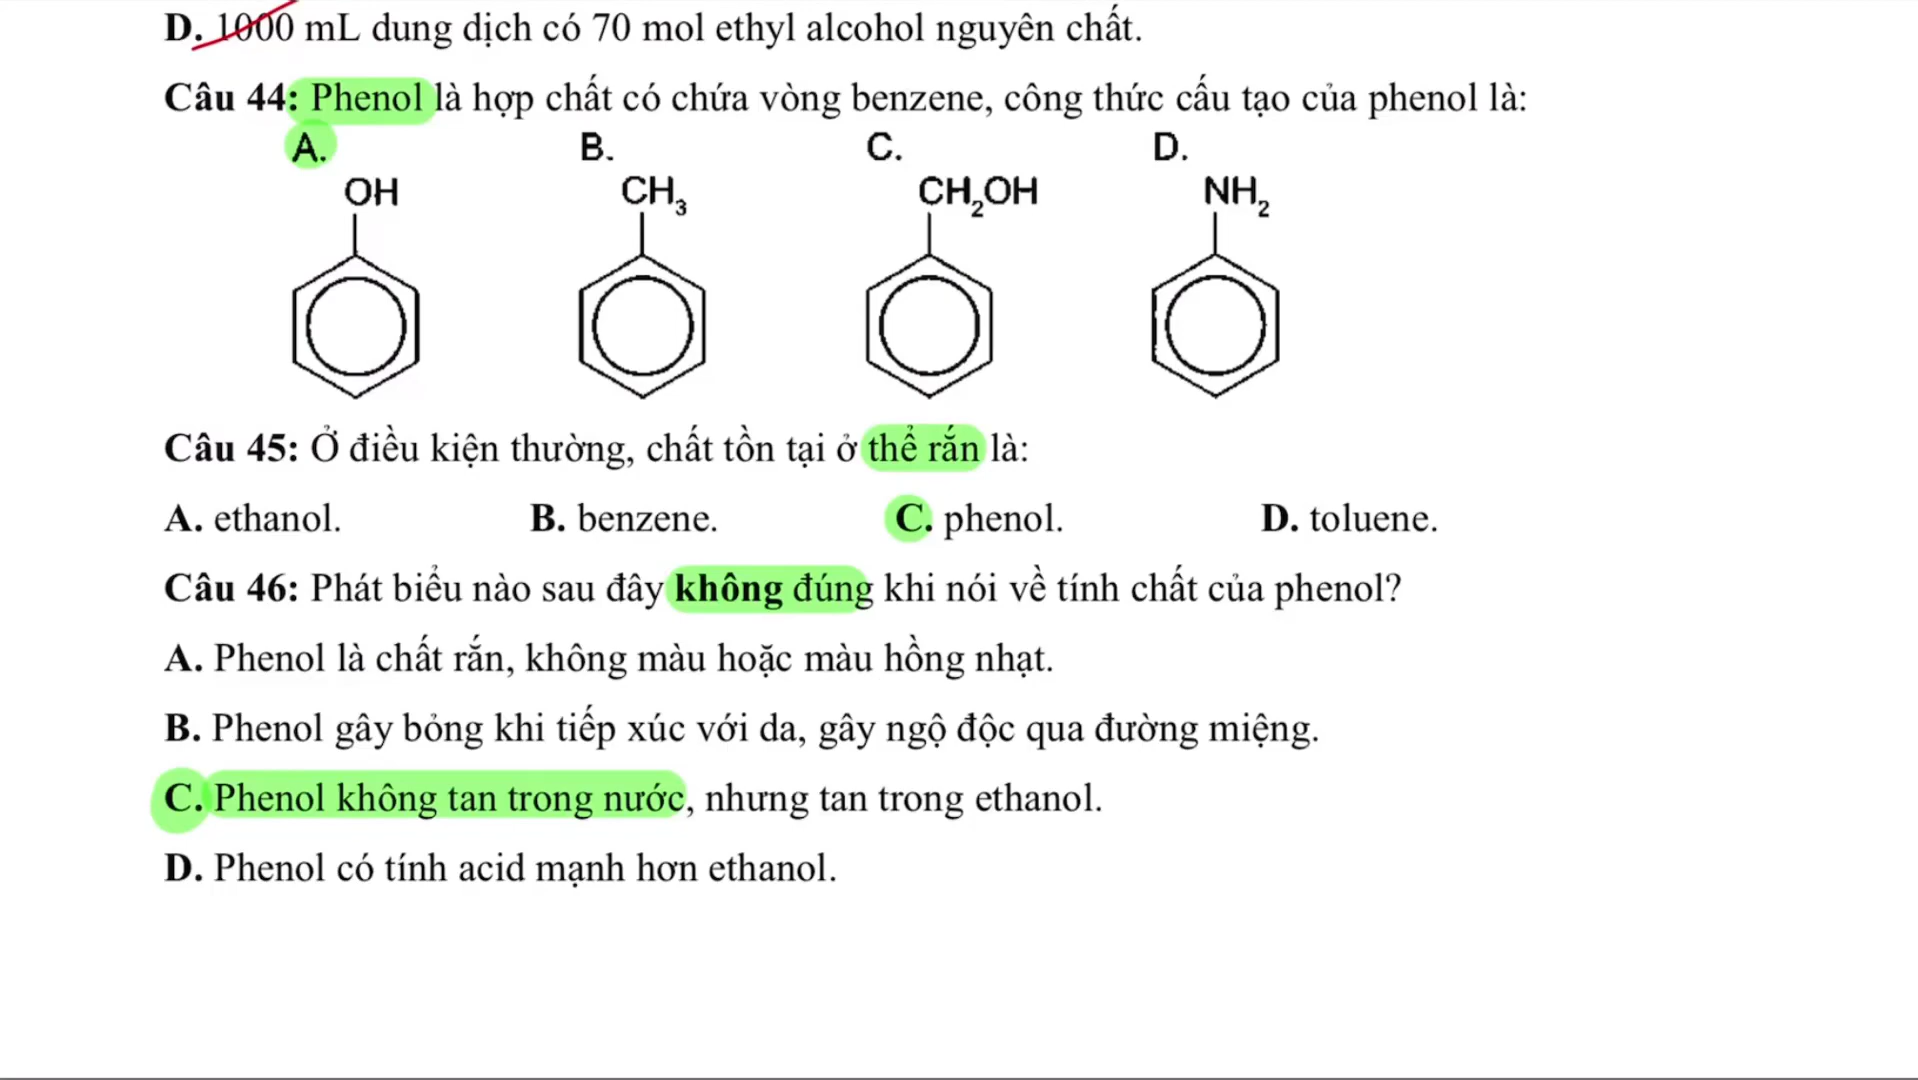 D. 1000 mL dung dịch có 70 mol ethyl alcohol nguyên chất.
Câu 44: Phenol là hợp chất có chứa vòng benzene, công thức cấu tạo của phenol là:
A. B. C. D.
OH CH₃ CH₂OH NH₂
Câu 45: Ở điều kiện thường, chất tồn tại ở thể rắn là:
A. ethanol. B. benzene. C. phenol. D. toluene.
Câu 46: Phát biểu nào sau đây không đúng khi nói về tính chất của phenol?
A. Phenol là chất rắn, không màu hoặc màu hồng nhạt.
B. Phenol gây bỏng khi tiếp xúc với da, gây ngộ độc qua đường miệng.
C. Phenol không tan trong nước, nhưng tan trong ethanol.
D. Phenol có tính acid mạnh hơn ethanol.